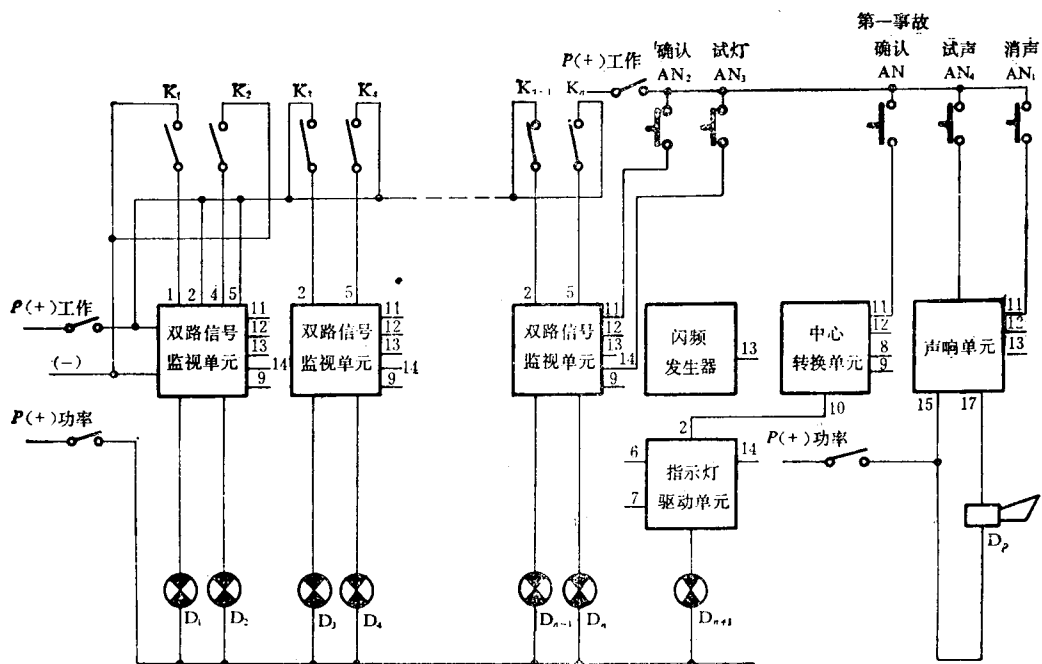 第一事故
确认 试灯 确认 试声 消声
P(+)工作 AN₂ AN₃ AN AN₄ AN₁
K₁ K₂ K₃ K₄ Kₙ₋₁ Kₙ
1 2 4 5 2 5 2 5
P(+)工作
(-)
双路信号
监视单元
11
12
13
14
9
双路信号
监视单元
11
12
13
14
9
双路信号
监视单元
11
12
13
14
9
闪频
发生器
13
中心
转换单元
11
12
8
9
10
声响单元
11
12
13
15 17
P(+)功率
2
6
7
14
指示灯
驱动单元
P(+)功率
Dₚ
D₁ D₂ D₃ D₄ Dₙ₋₁ Dₙ Dₙ₊₁